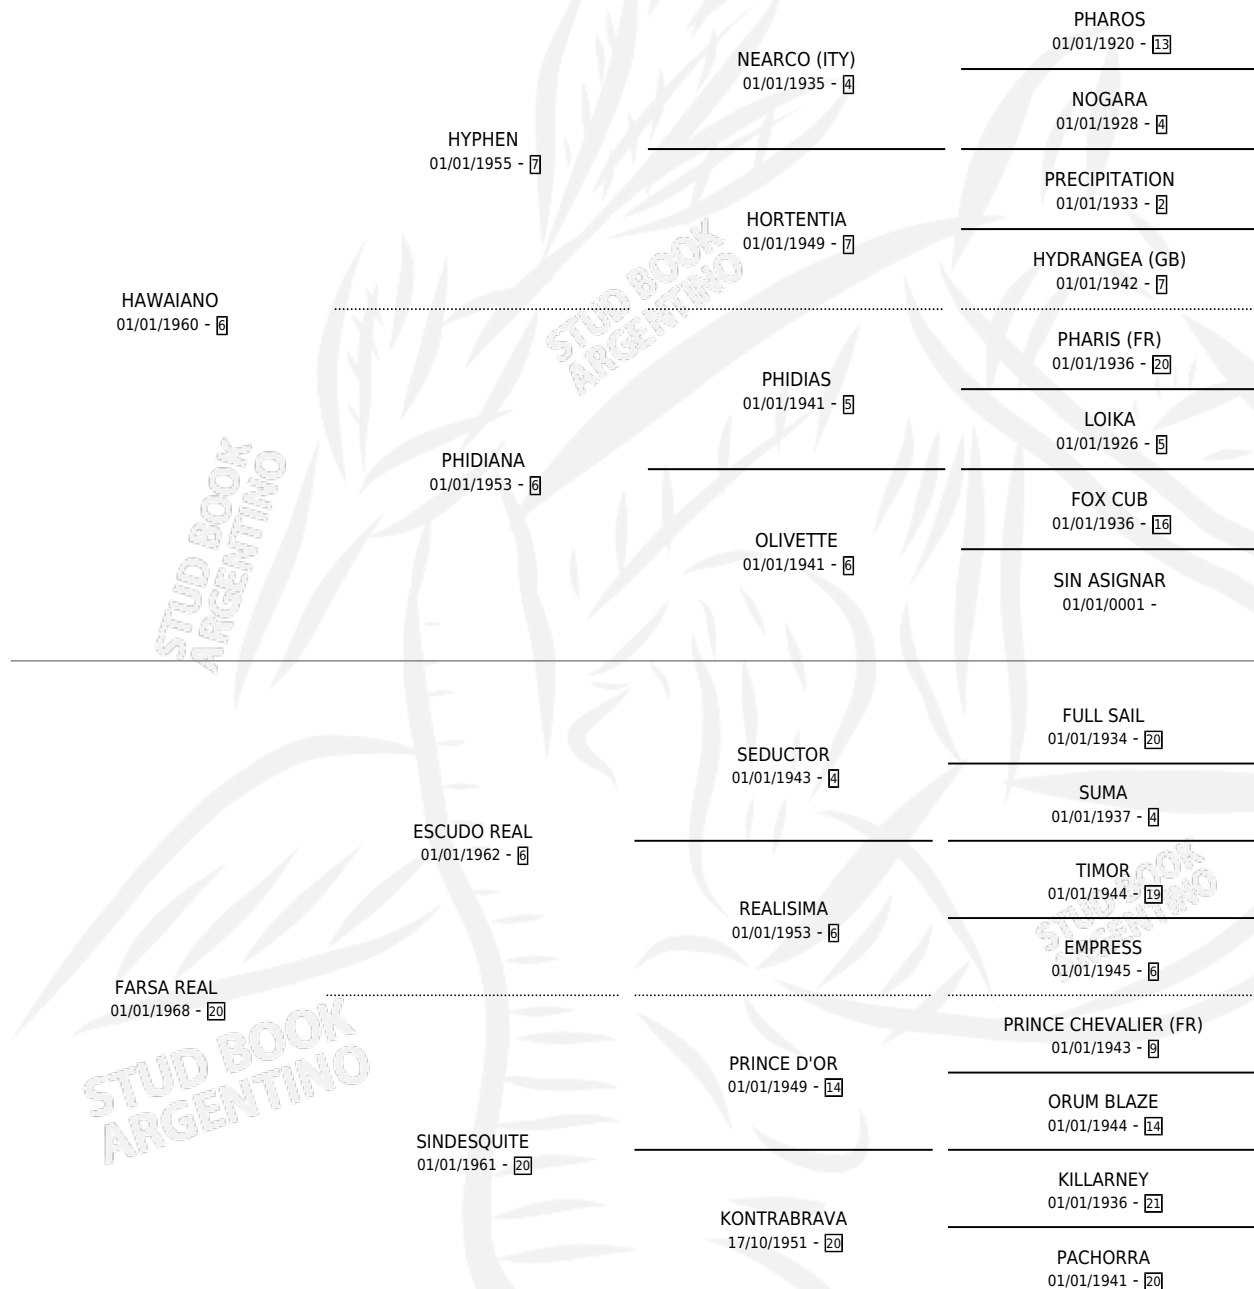 PHAROS
01/01/1920 - 13
NEARCO (ITY)
01/01/1935 - 4
NOGARA
01/01/1928 - 4
HYPHEN
01/01/1955 - 7
PRECIPITATION
01/01/1933 - 2
HORTENTIA
01/01/1949 - 7
HYDRANGEA (GB)
01/01/1942 - 7
HAWAIANO
01/01/1960 - 6
PHARIS (FR)
01/01/1936 - 20
PHIDIAS
01/01/1941 - 5
LOIKA
01/01/1926 - 5
PHIDIANA
01/01/1953 - 6
FOX CUB
01/01/1936 - 16
OLIVETTE
01/01/1941 - 6
SIN ASIGNAR
01/01/0001 -
STUD BOOK
ARGENTINO
STUD BOOK
ARGENTINO
FULL SAIL
01/01/1934 - 20
SEDUCTOR
01/01/1943 - 4
SUMA
01/01/1937 - 4
ESCUDO REAL
01/01/1962 - 6
TIMOR
01/01/1944 - 19
REALISIMA
01/01/1953 - 6
EMPRESS
01/01/1945 - 6
STUD BOOK
ARGENTINO
FARSA REAL
01/01/1968 - 20
PRINCE CHEVALIER (FR)
01/01/1943 - 9
PRINCE D'OR
01/01/1949 - 14
ORUM BLAZE
01/01/1944 - 14
STUD BOOK
ARGENTINO
SINDESQUITE
01/01/1961 - 20
KILLARNEY
01/01/1936 - 21
KONTRABRAVA
17/10/1951 - 20
PACHORRA
01/01/1941 - 20